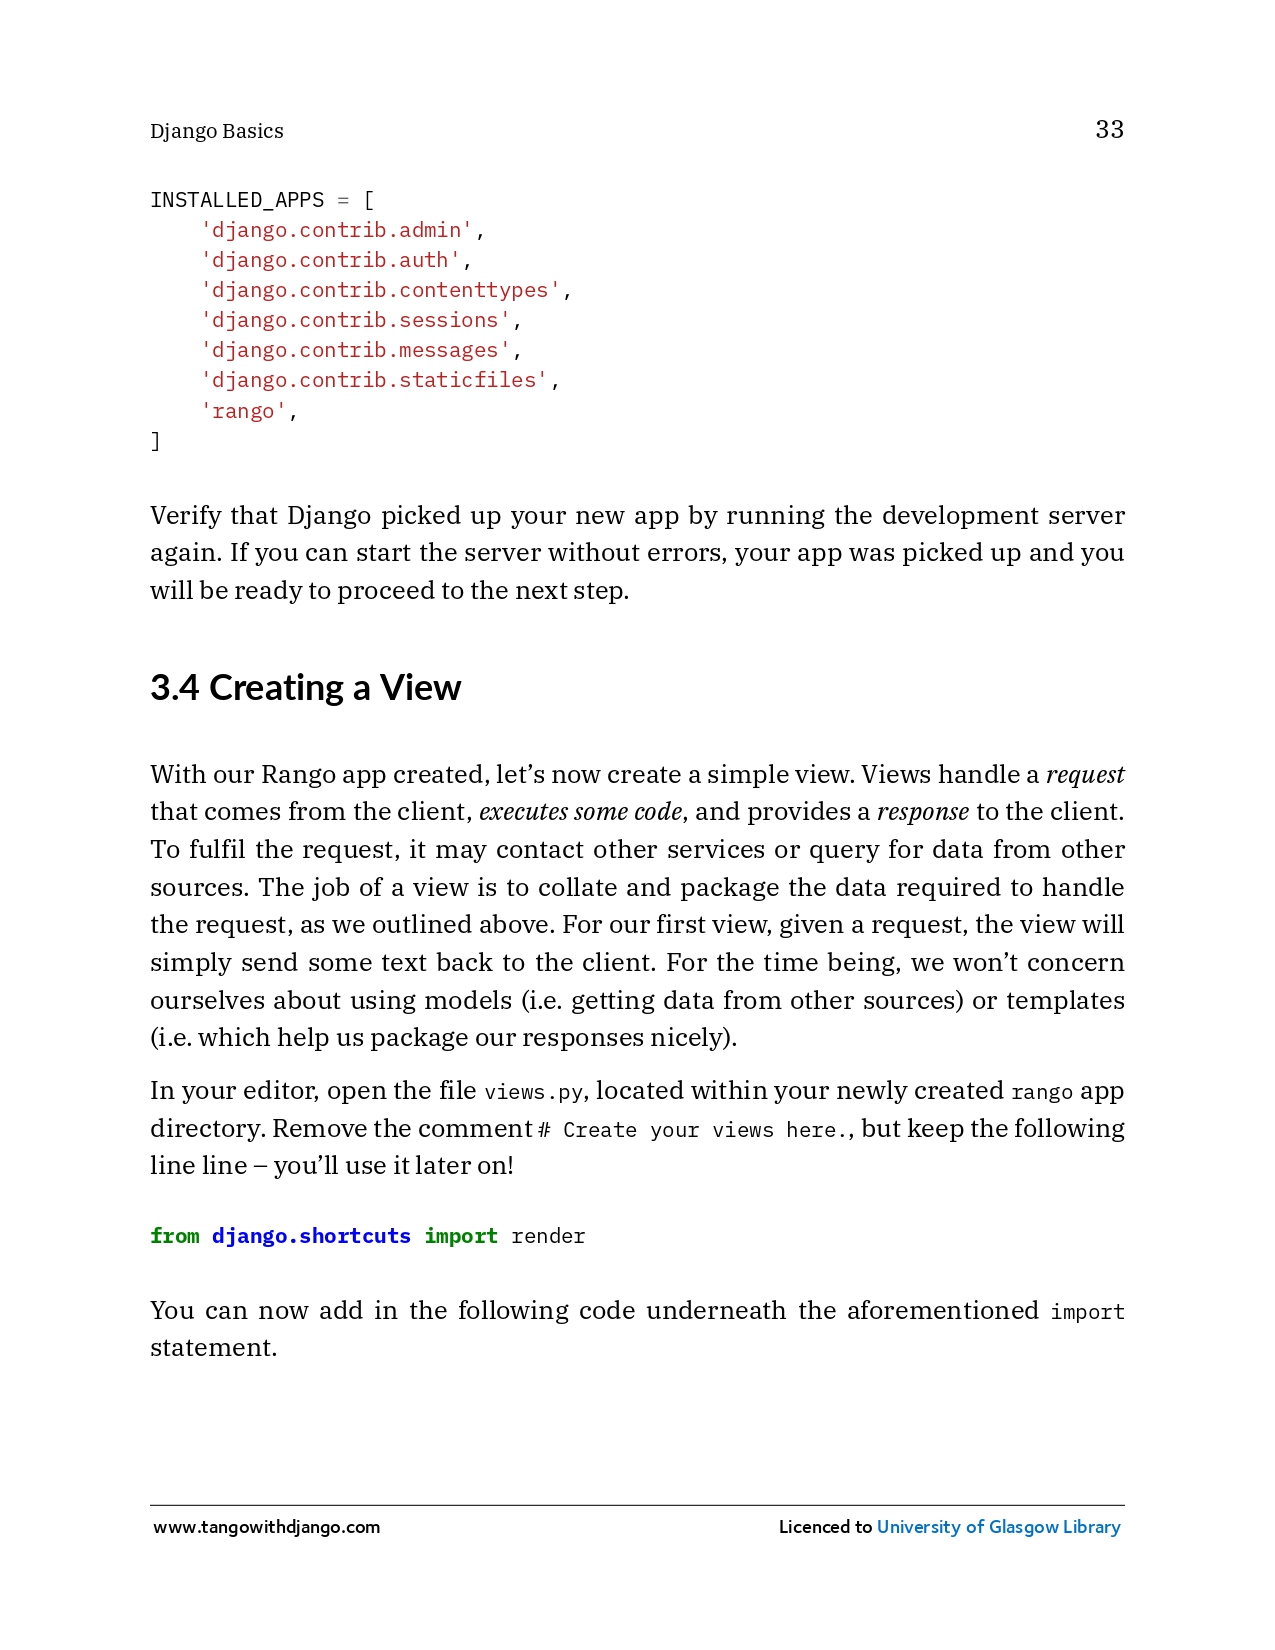 Django Basics 33
INSTALLED_APPS = [
    'django.contrib.admin',
    'django.contrib.auth',
    'django.contrib.contenttypes',
    'django.contrib.sessions',
    'django.contrib.messages',
    'django.contrib.staticfiles',
    'rango',
]
Verify that Django picked up your new app by running the development server
again. If you can start the server without errors, your app was picked up and you
will be ready to proceed to the next step.
3.4 Creating a View
With our Rango app created, let’s now create a simple view. Views handle a request
that comes from the client, executes some code, and provides a response to the client.
To fulfil the request, it may contact other services or query for data from other
sources. The job of a view is to collate and package the data required to handle
the request, as we outlined above. For our first view, given a request, the view will
simply send some text back to the client. For the time being, we won’t concern
ourselves about using models (i.e. getting data from other sources) or templates
(i.e. which help us package our responses nicely).
In your editor, open the file views.py, located within your newly created rango app
directory. Remove the comment # Create your views here., but keep the following
line line – you’ll use it later on!
from django.shortcuts import render
You can now add in the following code underneath the aforementioned import
statement.
www.tangowithdjango.com Licenced to University of Glasgow Library